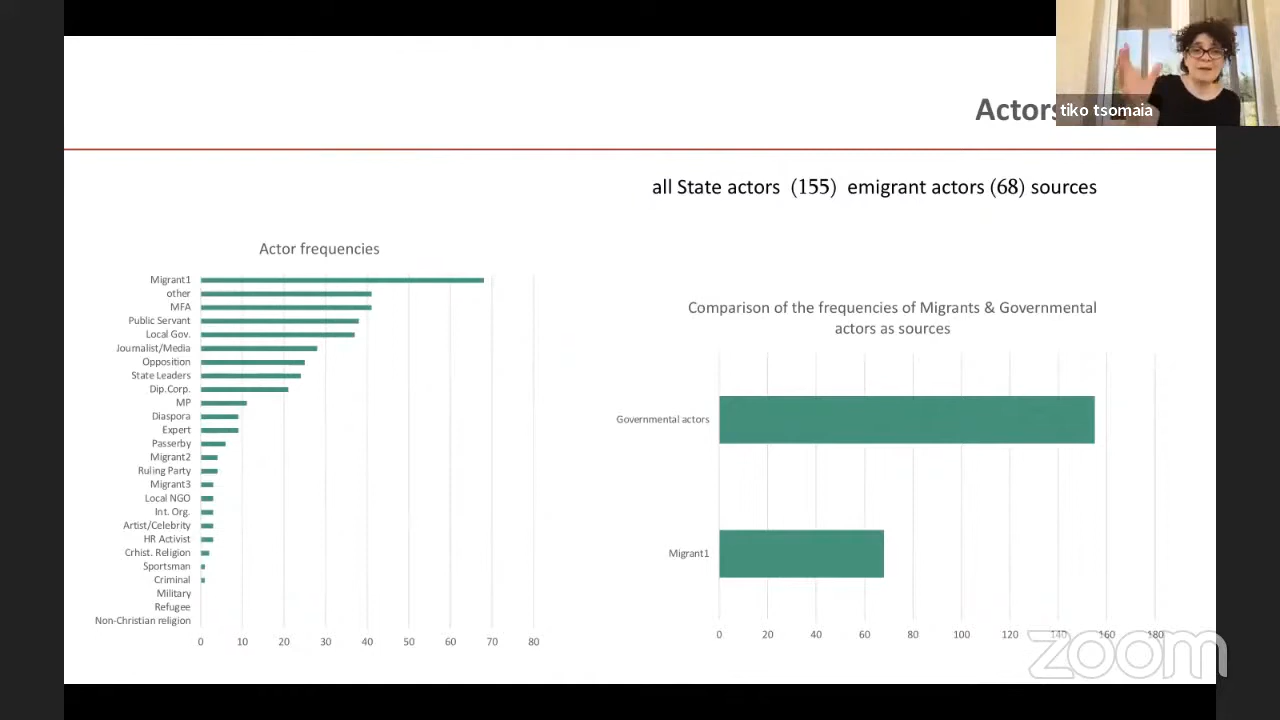 Actors
tiko tsomaia
all State actors (155) emigrant actors (68) sources
Actor frequencies
Migrant1
other
MFA
Public Servant
Local Gov.
Journalist/Media
Opposition
State Leaders
Dip.Corp.
MP
Diaspora
Expert
Passerby
Migrant2
Ruling Party
Migrant3
Local NGO
Int. Org.
Artist/Celebrity
HR Activist
Crhist. Religion
Sportsman
Criminal
Military
Refugee
Non-Christian religion
0 10 20 30 40 50 60 70 80
Comparison of the frequencies of Migrants & Governmental
actors as sources
Governmental actors
Migrant1
0 20 40 60 80 100 120 140 160 180
zoom